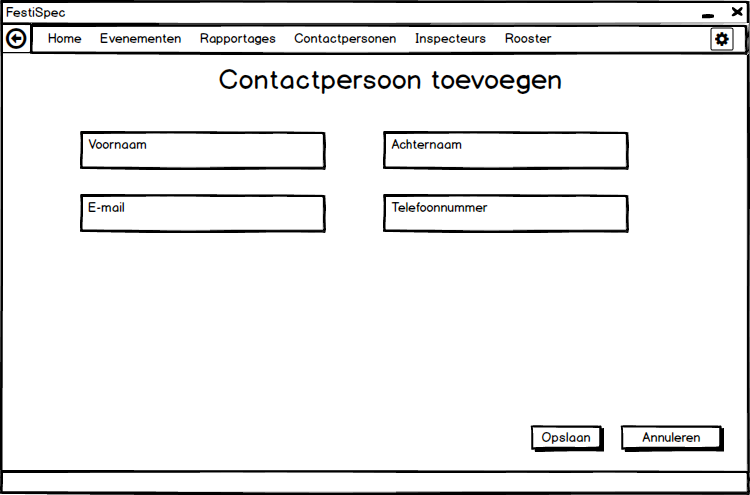 FestiSpec
Home Evenementen Rapportages Contactpersonen Inspecteurs Rooster
Contactpersoon toevoegen
Voornaam Achternaam
E-mail Telefoonnummer
Opslaan Annuleren